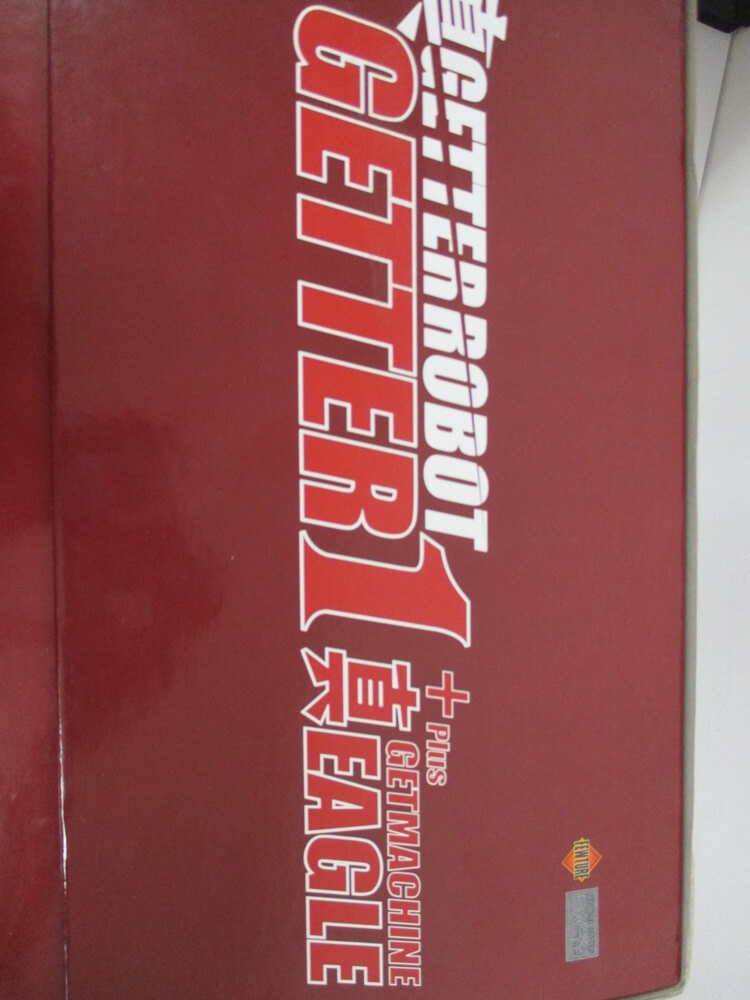 真GETTERROBOT
GETTER1
+Plus
GETMACHINE
真EAGLE
FEWTURE